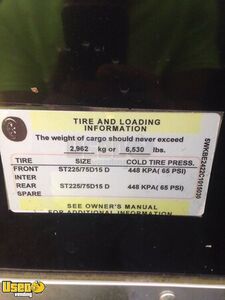 TIRE AND LOADING
INFORMATION
The weight of cargo should never exceed
2,962 kg or 6,530 lbs.
TIRE SIZE COLD TIRE PRESS.
FRONT ST225/75D15 D 448 KPA( 65 PSI)
INTER
REAR ST225/75D15 D 448 KPA( 65 PSI)
SPARE
SEE OWNER'S MANUAL
FOR ADDITIONAL INFORMATION
UsedVending